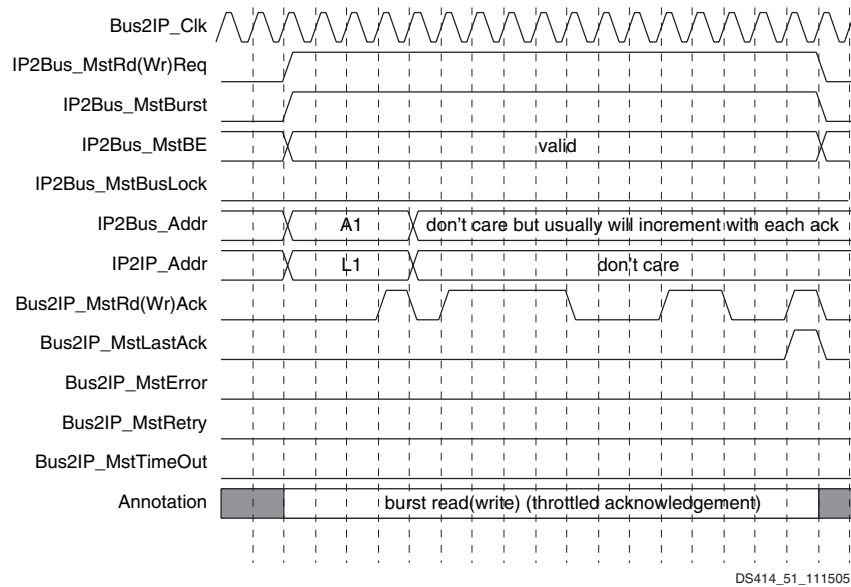 Bus2IP_Clk
IP2Bus_MstRd(Wr)Req
IP2Bus_MstBurst
IP2Bus_MstBE
valid
IP2Bus_MstBusLock
IP2Bus_Addr
A1
don't care but usually will increment with each ack
IP2IP_Addr
L1
don't care
Bus2IP_MstRd(Wr)Ack
Bus2IP_MstLastAck
Bus2IP_MstError
Bus2IP_MstRetry
Bus2IP_MstTimeOut
Annotation
burst read(write) (throttled acknowledgement)
DS414_51_111505